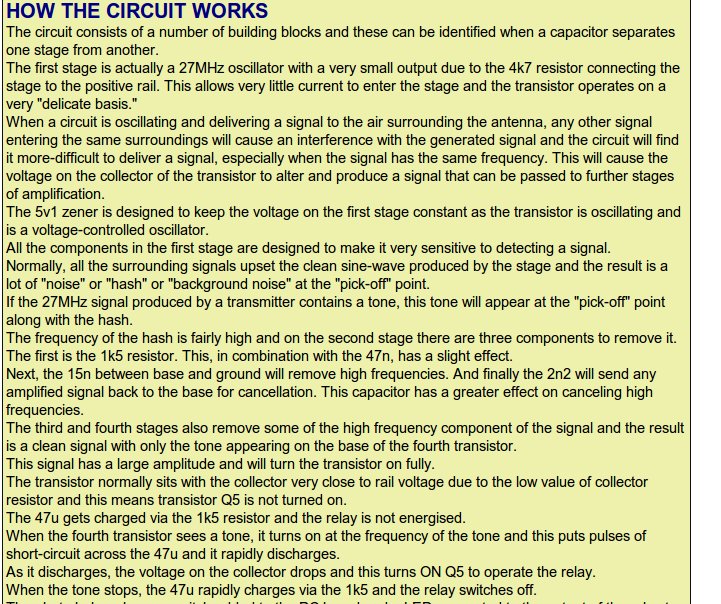 HOW THE CIRCUIT WORKS
The circuit consists of a number of building blocks and these can be identified when a capacitor separates
one stage from another.
The first stage is actually a 27MHz oscillator with a very small output due to the 4k7 resistor connecting the
stage to the positive rail. This allows very little current to enter the stage and the transistor operates on a
very "delicate basis."
When a circuit is oscillating and delivering a signal to the air surrounding the antenna, any other signal
entering the same surroundings will cause an interference with the generated signal and the circuit will find
it more-difficult to deliver a signal, especially when the signal has the same frequency. This will cause the
voltage on the collector of the transistor to alter and produce a signal that can be passed to further stages
of amplification.
The 5v1 zener is designed to keep the voltage on the first stage constant as the transistor is oscillating and
is a voltage-controlled oscillator.
All the components in the first stage are designed to make it very sensitive to detecting a signal.
Normally, all the surrounding signals upset the clean sine-wave produced by the stage and the result is a
lot of "noise" or "hash" or "background noise" at the "pick-off" point.
If the 27MHz signal produced by a transmitter contains a tone, this tone will appear at the "pick-off" point
along with the hash.
The frequency of the hash is fairly high and on the second stage there are three components to remove it.
The first is the 1k5 resistor. This, in combination with the 47n, has a slight effect.
Next, the 15n between base and ground will remove high frequencies. And finally the 2n2 will send any
amplified signal back to the base for cancellation. This capacitor has a greater effect on canceling high
frequencies.
The third and fourth stages also remove some of the high frequency component of the signal and the result
is a clean signal with only the tone appearing on the base of the fourth transistor.
This signal has a large amplitude and will turn the transistor on fully.
The transistor normally sits with the collector very close to rail voltage due to the low value of collector
resistor and this means transistor Q5 is not turned on.
The 47u gets charged via the 1k5 resistor and the relay is not energised.
When the fourth transistor sees a tone, it turns on at the frequency of the tone and this puts pulses of
short-circuit across the 47u and it rapidly discharges.
As it discharges, the voltage on the collector drops and this turns ON Q5 to operate the relay.
When the tone stops, the 47u rapidly charges via the 1k5 and the relay switches off.